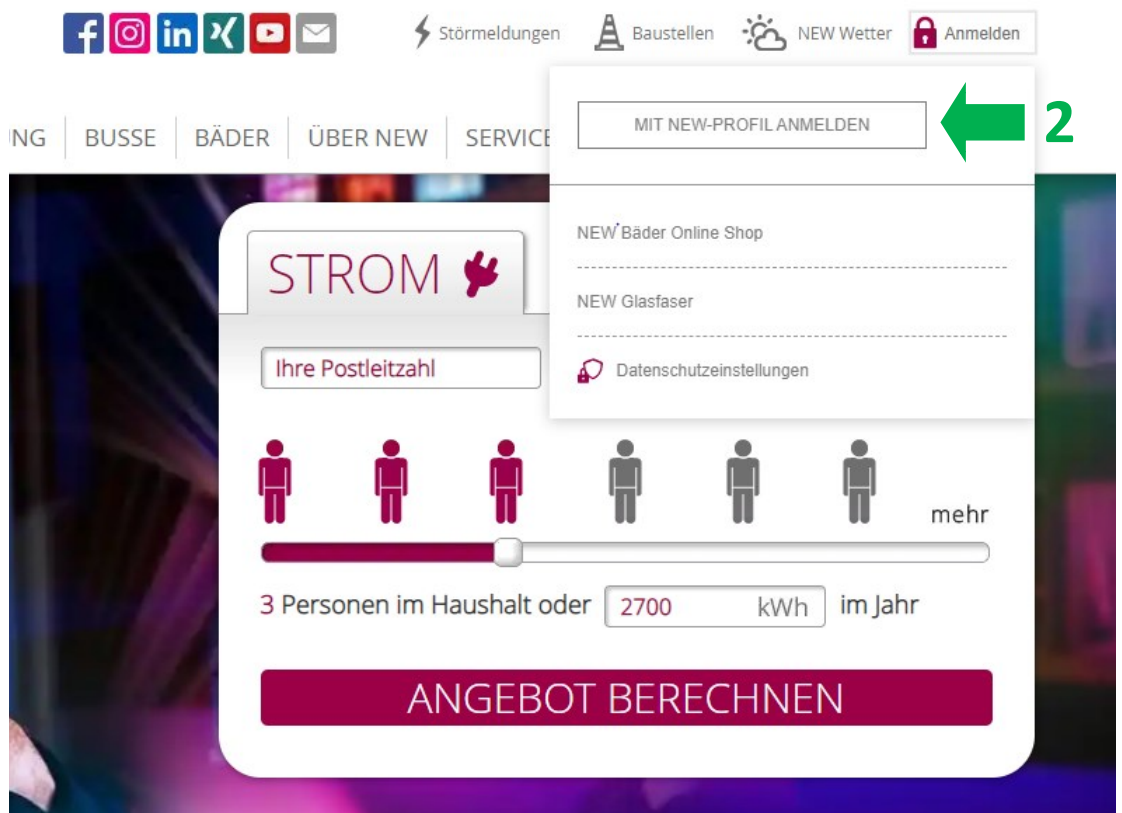 Störmeldungen Baustellen NEW Wetter Anmelden
MIT NEW-PROFIL ANMELDEN 2
NG BUSSE BÄDER ÜBER NEW SERVICE
NEW Bäder Online Shop
NEW Glasfaser
Datenschutzeinstellungen
STROM
Ihre Postleitzahl
mehr
3 Personen im Haushalt oder 2700 kWh im Jahr
ANGEBOT BERECHNEN